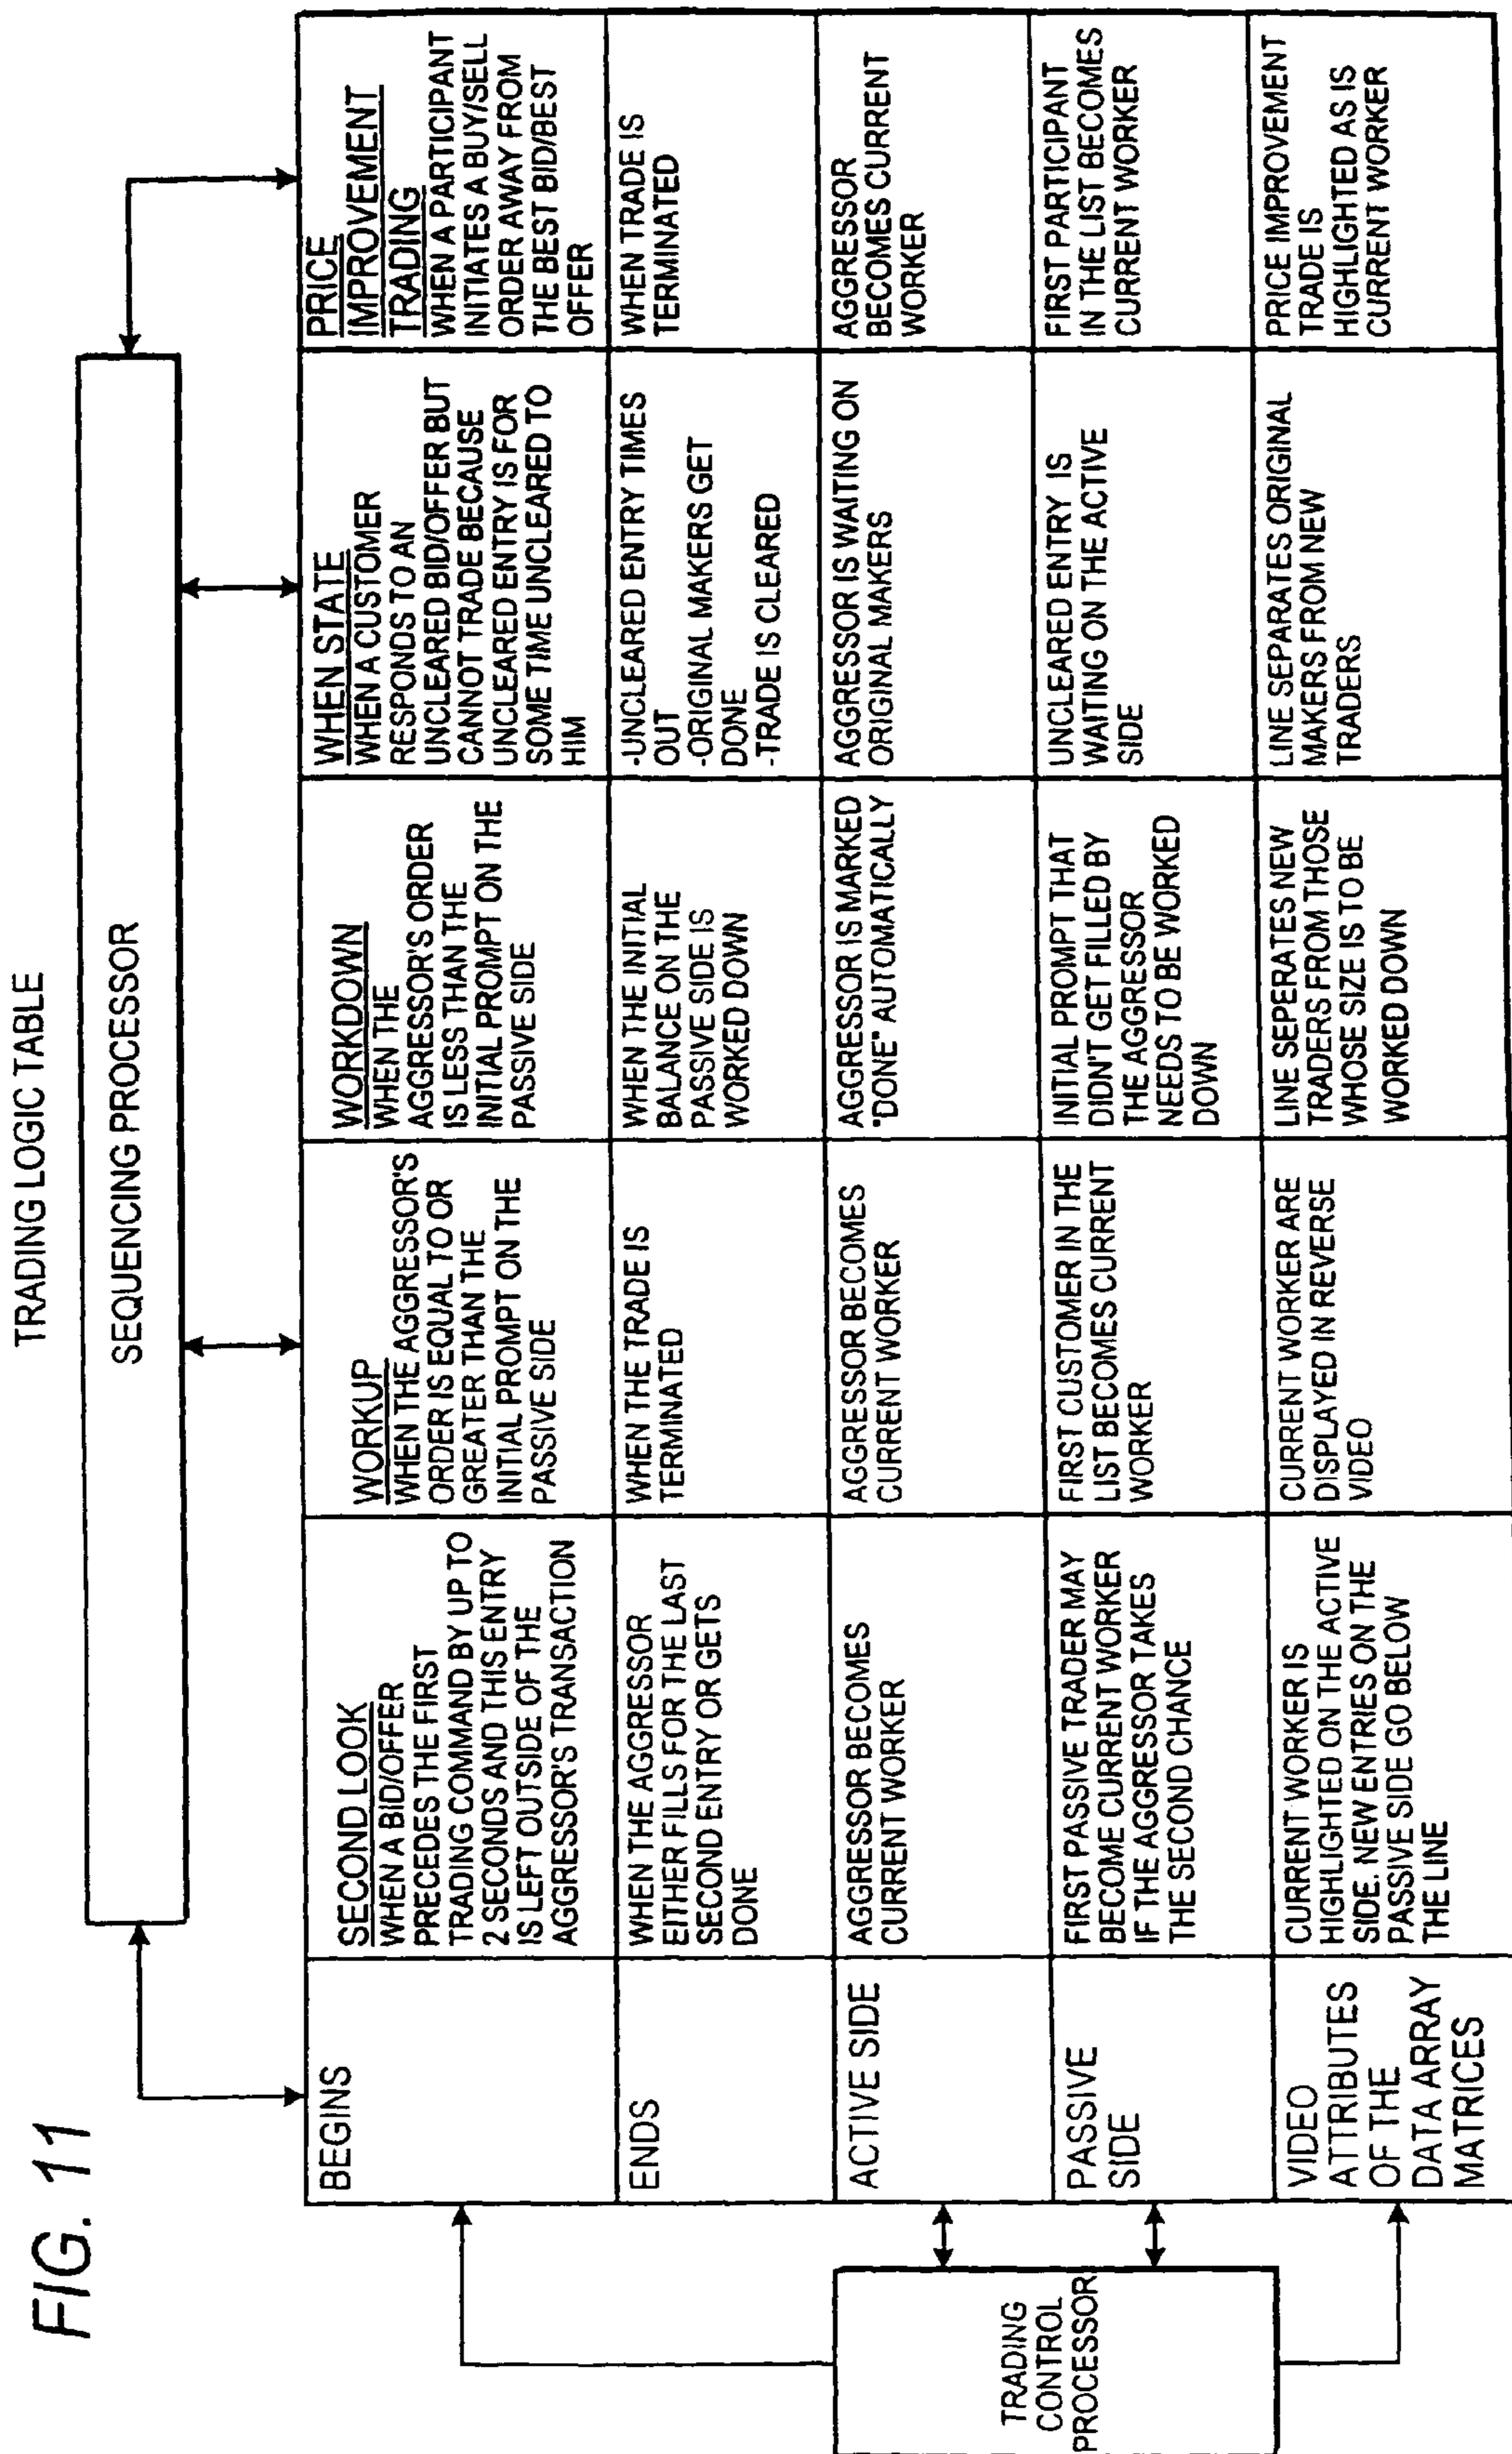 FIG. 11
TRADING LOGIC TABLE
SEQUENCING PROCESSOR
TRADING
CONTROL
PROCESSOR
BEGINS
SECOND LOOK
WHEN A BID/OFFER
PRECEDES THE FIRST
TRADING COMMAND BY UP TO
2 SECONDS AND THIS ENTRY
IS LEFT OUTSIDE OF THE
AGGRESSOR'S TRANSACTION
WORKUP
WHEN THE AGGRESSOR'S
ORDER IS EQUAL TO OR
GREATER THAN THE
INITIAL PROMPT ON THE
PASSIVE SIDE
WORKDOWN
WHEN THE
AGGRESSOR'S ORDER
IS LESS THAN THE
INITIAL PROMPT ON THE
PASSIVE SIDE
WHEN STATE
WHEN A CUSTOMER
RESPONDS TO AN
UNCLEARED BID/OFFER BUT
CANNOT TRADE BECAUSE
UNCLEARED ENTRY IS FOR
SOME TIME UNCLEARED TO
HIM
PRICE
IMPROVEMENT
TRADING
WHEN A PARTICIPANT
INITIATES A BUY/SELL
ORDER AWAY FROM
THE BEST BID/BEST
OFFER
ENDS
WHEN THE AGGRESSOR
EITHER FILLS FOR THE LAST
SECOND ENTRY OR GETS
DONE
WHEN THE TRADE IS
TERMINATED
WHEN THE INITIAL
BALANCE ON THE
PASSIVE SIDE IS
WORKED DOWN
-UNCLEARED ENTRY TIMES
OUT
-ORIGINAL MAKERS GET
DONE
-TRADE IS CLEARED
WHEN TRADE IS
TERMINATED
ACTIVE SIDE
AGGRESSOR BECOMES
CURRENT WORKER
AGGRESSOR BECOMES
CURRENT WORKER
AGGRESSOR IS MARKED
"DONE" AUTOMATICALLY
AGGRESSOR IS WAITING ON
ORIGINAL MAKERS
AGGRESSOR
BECOMES CURRENT
WORKER
PASSIVE
SIDE
FIRST PASSIVE TRADER MAY
BECOME CURRENT WORKER
IF THE AGGRESSOR TAKES
THE SECOND CHANCE
FIRST CUSTOMER IN THE
LIST BECOMES CURRENT
WORKER
INITIAL PROMPT THAT
DIDN'T GET FILLED BY
THE AGGRESSOR
NEEDS TO BE WORKED
DOWN
UNCLEARED ENTRY IS
WAITING ON THE ACTIVE
SIDE
FIRST PARTICIPANT
IN THE LIST BECOMES
CURRENT WORKER
VIDEO
ATTRIBUTES
OF THE
DATA ARRAY
MATRICES
CURRENT WORKER IS
HIGHLIGHTED ON THE ACTIVE
SIDE. NEW ENTRIES ON THE
PASSIVE SIDE GO BELOW
THE LINE
CURRENT WORKER ARE
DISPLAYED IN REVERSE
VIDEO
LINE SEPERATES NEW
TRADERS FROM THOSE
WHOSE SIZE IS TO BE
WORKED DOWN
LINE SEPARATES ORIGINAL
MAKERS FROM NEW
TRADERS
PRICE IMPROVEMENT
TRADE IS
HIGHLIGHTED AS IS
CURRENT WORKER